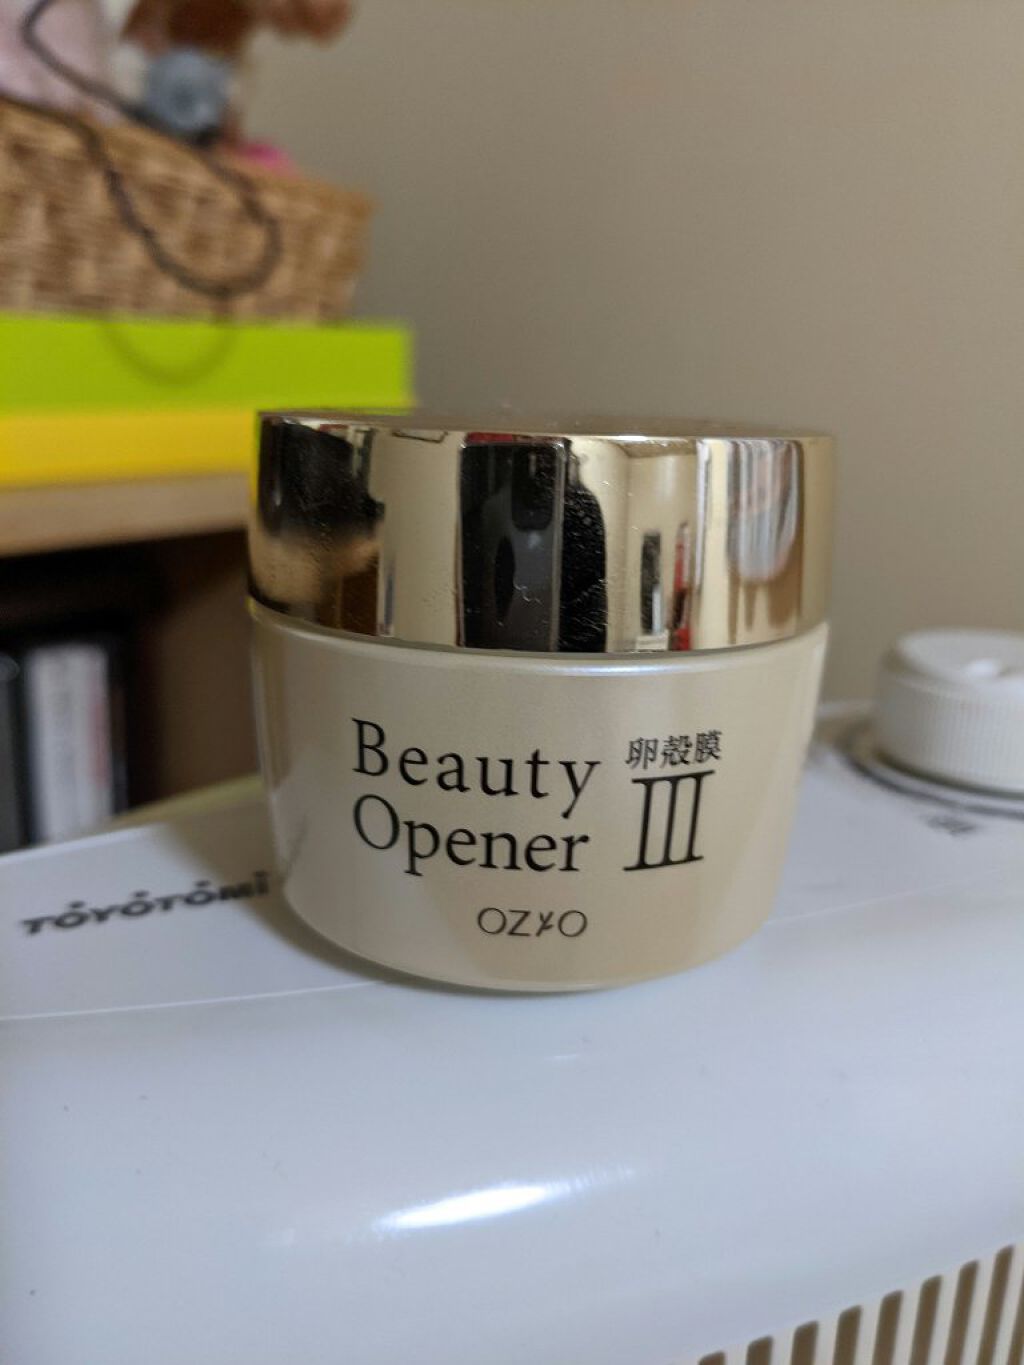 Beauty
Opener
卵殻膜
III
OZIO
TOYOTOMI